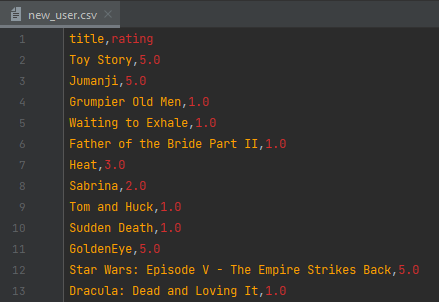 new_user.csv
1 title,rating
2 Toy Story,5.0
3 Jumanji,5.0
4 Grumpier Old Men,1.0
5 Waiting to Exhale,1.0
6 Father of the Bride Part II,1.0
7 Heat,3.0
8 Sabrina,2.0
9 Tom and Huck,1.0
10 Sudden Death,1.0
11 GoldenEye,5.0
12 Star Wars: Episode V - The Empire Strikes Back,5.0
13 Dracula: Dead and Loving It,1.0